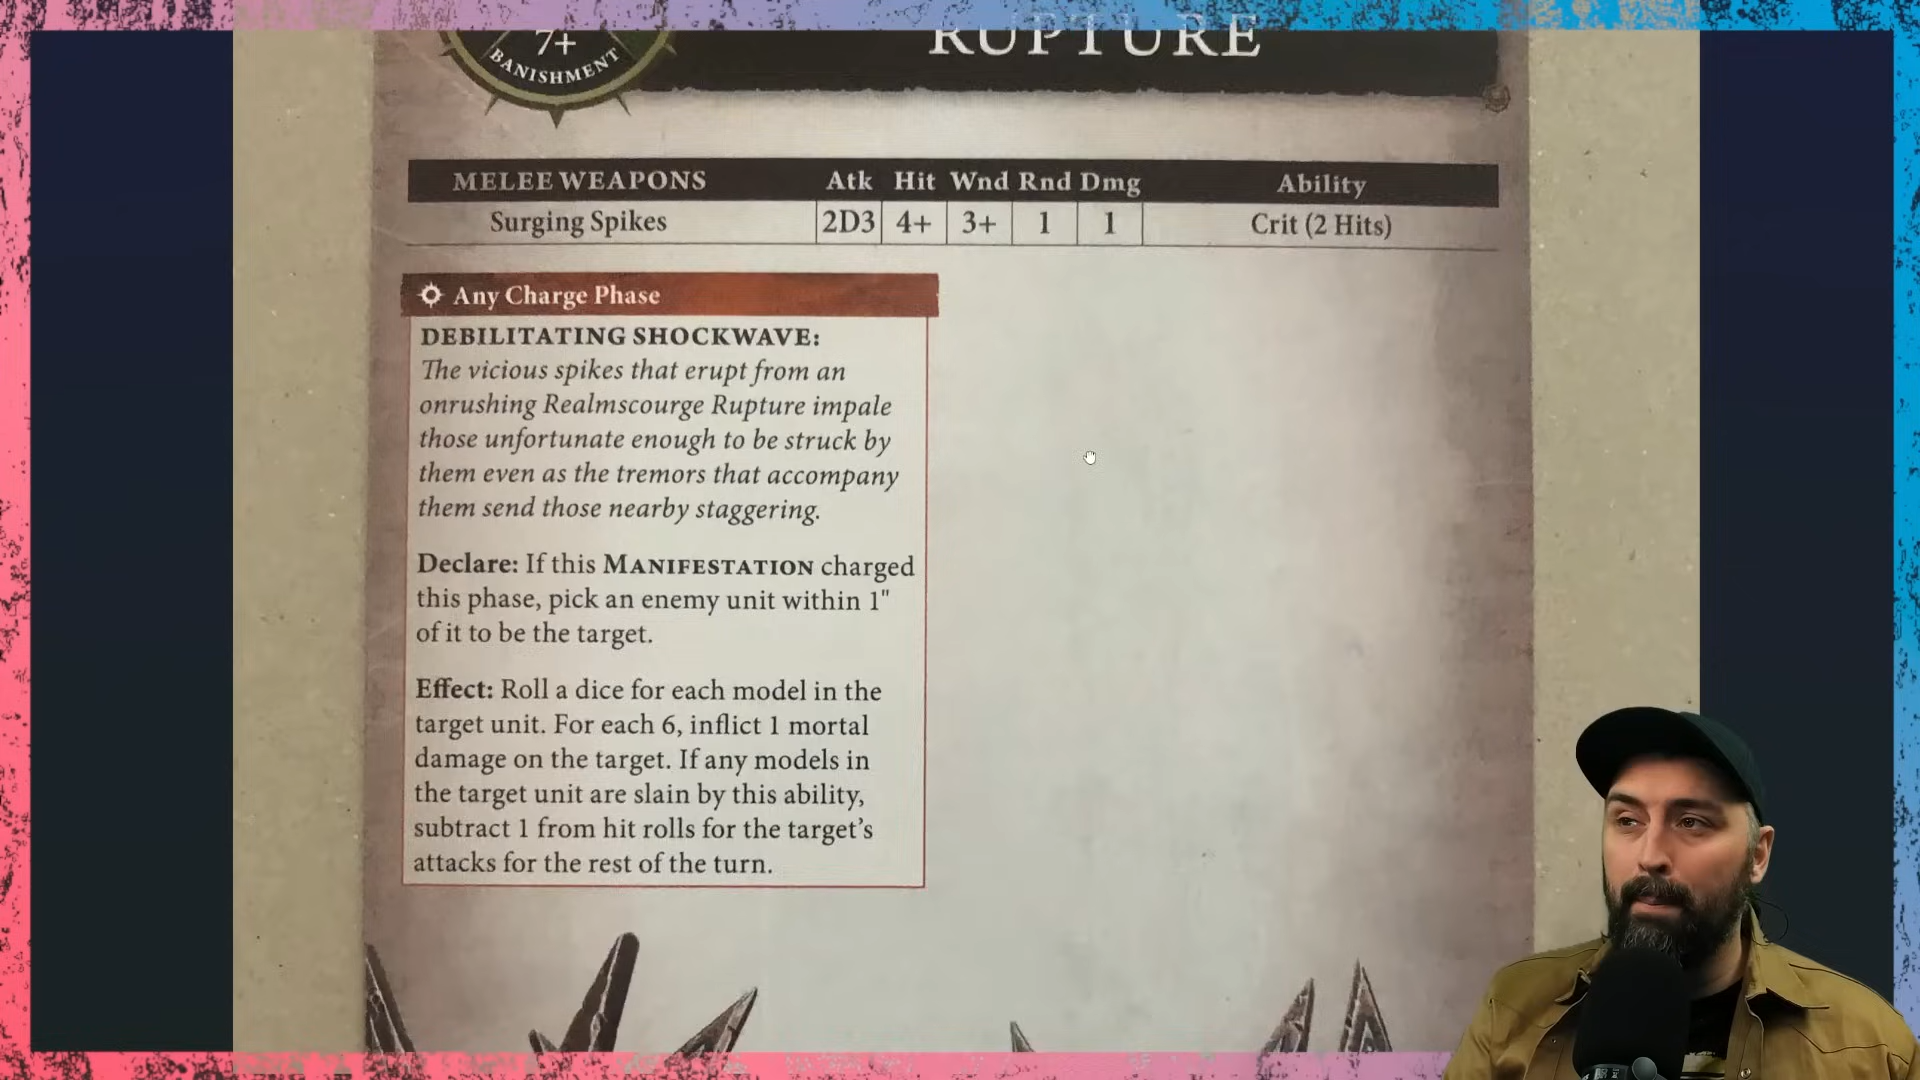 RUPTURE
7+
BANISHMENT
MELEE WEAPONS Atk Hit Wnd Rnd Dmg Ability
Surging Spikes 2D3 4+ 3+ 1 1 Crit (2 Hits)
Any Charge Phase
DEBILITATING SHOCKWAVE:
The vicious spikes that erupt from an
onrushing Realmscourge Rupture impale
those unfortunate enough to be struck by
them even as the tremors that accompany
them send those nearby staggering.
Declare: If this MANIFESTATION charged
this phase, pick an enemy unit within 1"
of it to be the target.
Effect: Roll a dice for each model in the
target unit. For each 6, inflict 1 mortal
damage on the target. If any models in
the target unit are slain by this ability,
subtract 1 from hit rolls for the target's
attacks for the rest of the turn.